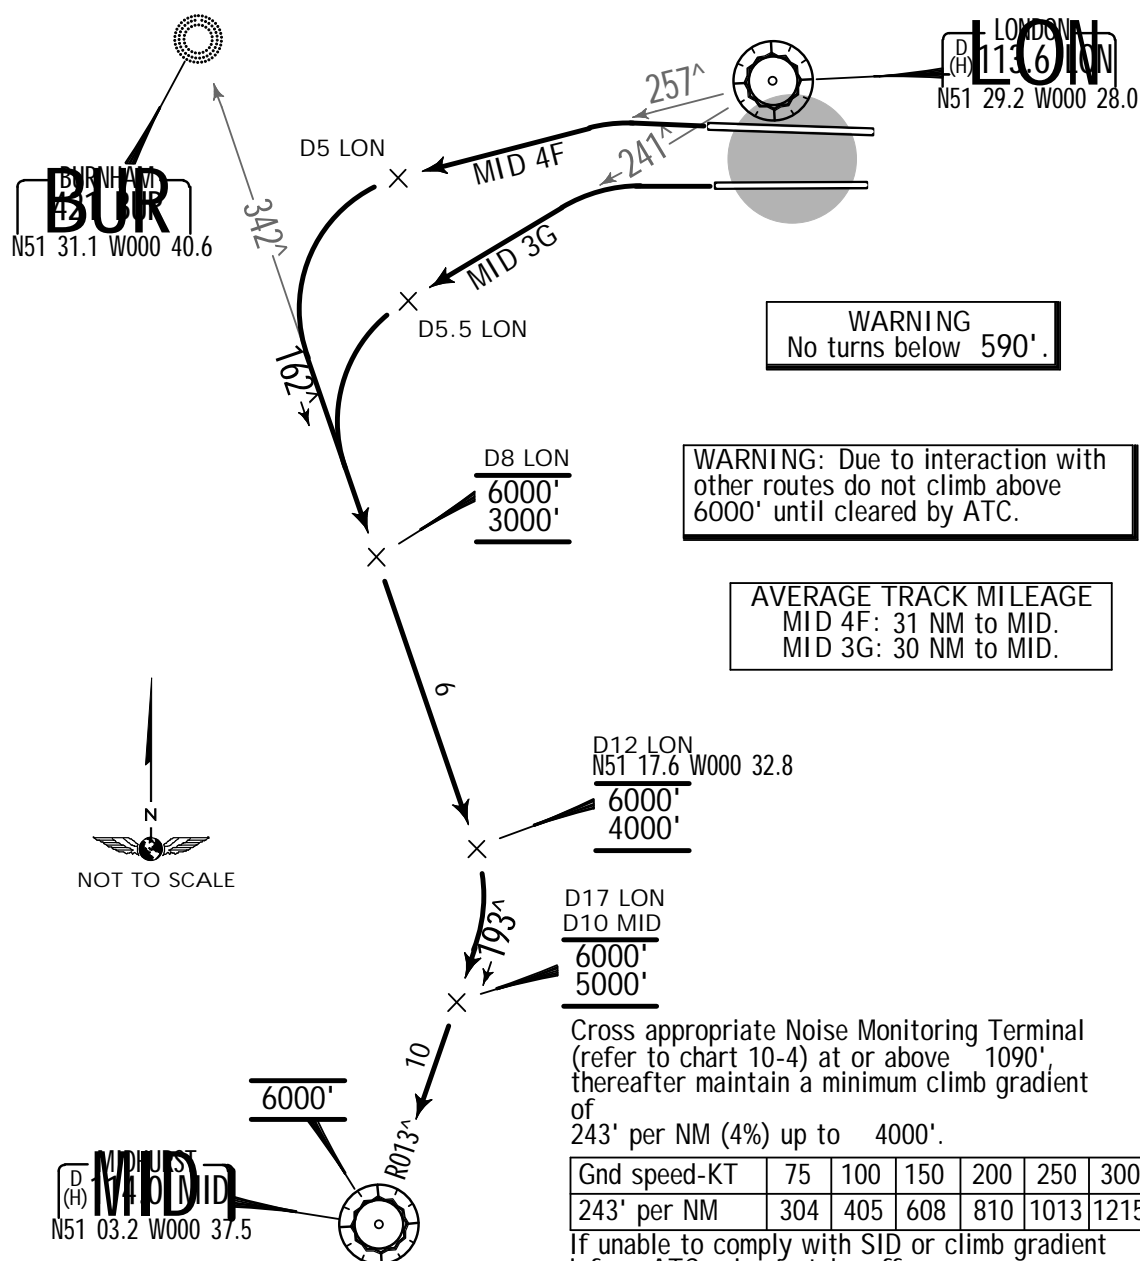 LONDON
D
(H) 113.6 LON
LON
N51 29.2 W000 28.0
257^
241^
D5 LON
MID 4F
BURNHAM
421 BUR
BUR
N51 31.1 W000 40.6
342^
MID 3G
D5.5 LON
WARNING
No turns below 590'.
162^
D8 LON
6000'
3000'
WARNING: Due to interaction with
other routes do not climb above
6000' until cleared by ATC.
AVERAGE TRACK MILEAGE
MID 4F: 31 NM to MID.
MID 3G: 30 NM to MID.
6
D12 LON
N51 17.6 W000 32.8
6000'
4000'
N
NOT TO SCALE
D17 LON
D10 MID
6000'
5000'
193^
Cross appropriate Noise Monitoring Terminal
(refer to chart 10-4) at or above 1090',
thereafter maintain a minimum climb gradient
of
243' per NM (4%) up to 4000'.
10
6000'
R013^
MIDHURST
D
(H) 114.0 MID
MID
N51 03.2 W000 37.5
Gnd speed-KT 75 100 150 200 250 300
243' per NM 304 405 608 810 1013 1215
If unable to comply with SID or climb gradient